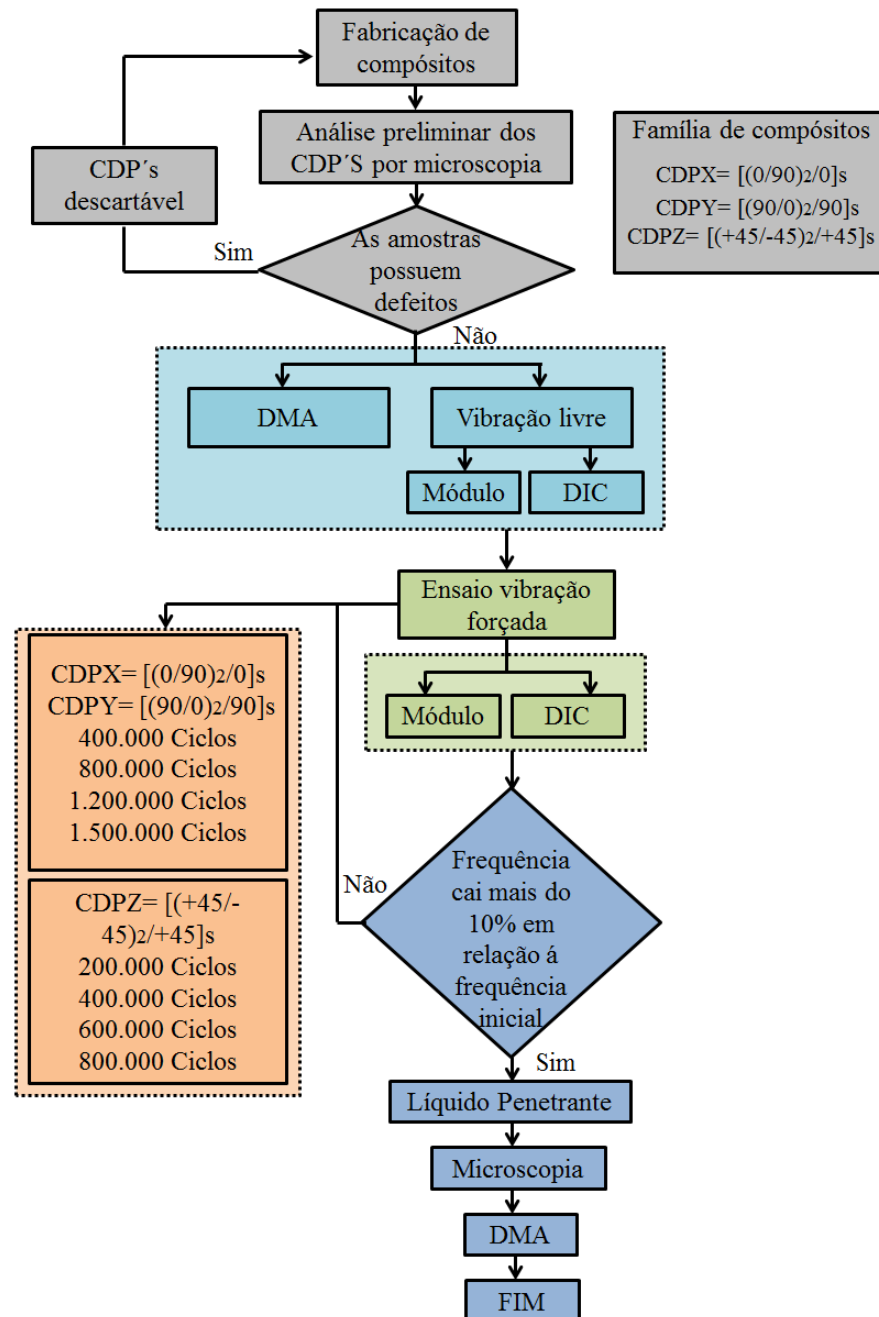 Fabricação de
compósitos
Análise preliminar dos
CDP´S por microscopia
CDP´s
descartável
Família de compósitos
CDPX= [(0/90)2/0]s
CDPY= [(90/0)2/90]s
CDPZ= [(+45/-45)2/+45]s
As amostras
possuem
defeitos
Sim
Não
DMA
Vibração livre
Módulo
DIC
Ensaio vibração
forçada
CDPX= [(0/90)2/0]s
CDPY= [(90/0)2/90]s
400.000 Ciclos
800.000 Ciclos
1.200.000 Ciclos
1.500.000 Ciclos
CDPZ= [(+45/-
45)2/+45]s
200.000 Ciclos
400.000 Ciclos
600.000 Ciclos
800.000 Ciclos
Módulo
DIC
Não
Frequência
cai mais do
10% em
relação á
frequência
inicial
Sim
Líquido Penetrante
Microscopia
DMA
FIM